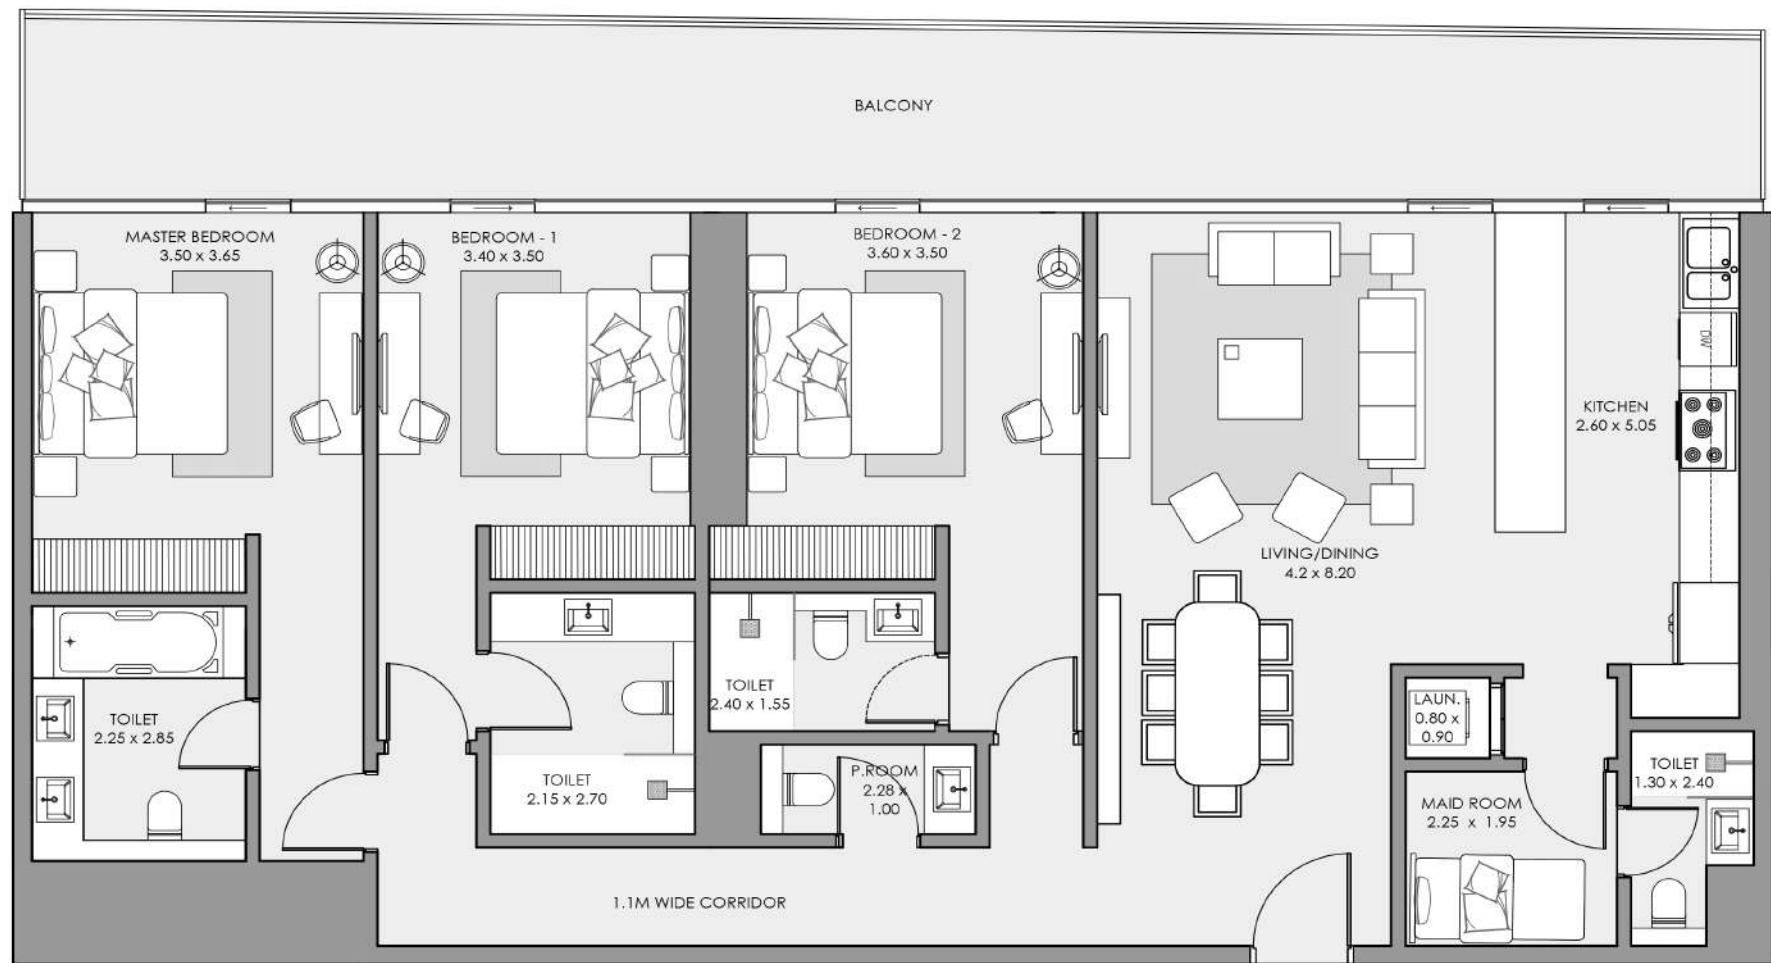 BALCONY
MASTER BEDROOM
3.50 x 3.65
BEDROOM - 1
3.40 x 3.50
BEDROOM - 2
3.60 x 3.50
DW
KITCHEN
2.60 x 5.05
LIVING/DINING
4.2 x 8.20
TOILET
2.25 x 2.85
TOILET
2.15 x 2.70
TOILET
2.40 x 1.55
P.ROOM
2.28 x
1.00
LAUN.
0.80 x
0.90
TOILET
1.30 x 2.40
MAID ROOM
2.25 x 1.95
1.1M WIDE CORRIDOR